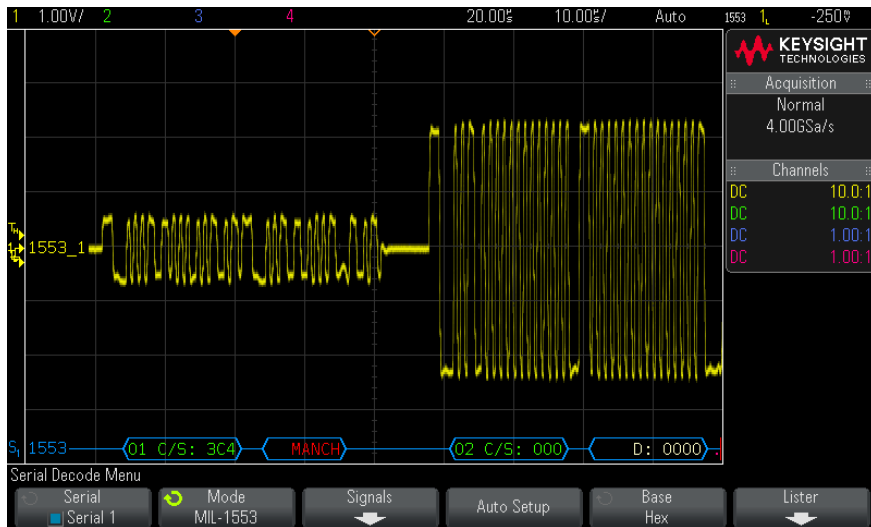 1 1.00V/ 2 3 4 20.00s 10.00s/ Auto 1553 1 -250
KEYSIGHT
TECHNOLOGIES
Acquisition
Normal
4.00GSa/s
Channels
DC 10.0:1
DC 10.0:1
DC 1.00:1
DC 1.00:1
1553_1
S1 1553 01 C/S: 3C4 MANCH 02 C/S: 000 D: 0000
Serial Decode Menu
Serial
Serial 1
Mode
MIL-1553
Signals
Auto Setup
Base
Hex
Lister